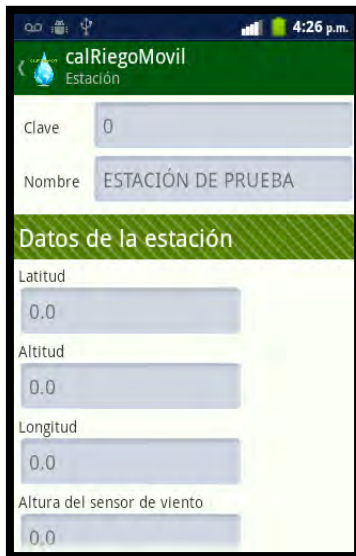 4:26 p.m.
calRiegoMovil
Estación
Clave 0
Nombre ESTACIÓN DE PRUEBA
Datos de la estación
Latitud
0.0
Altitud
0.0
Longitud
0.0
Altura del sensor de viento
0.0